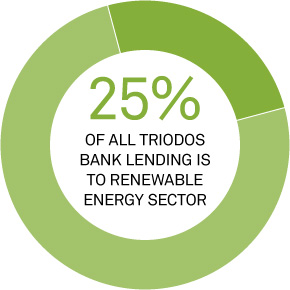 25%
OF ALL TRIODOS
BANK LENDING IS
TO RENEWABLE
ENERGY SECTOR